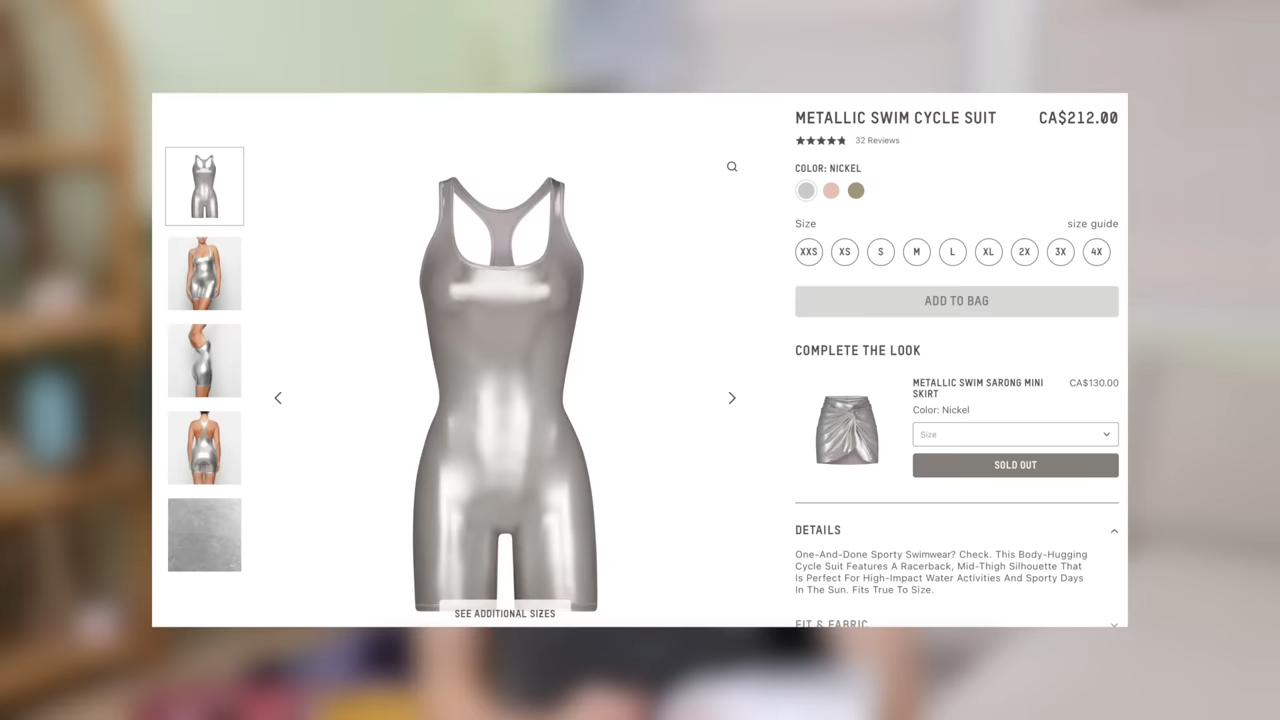 METALLIC SWIM CYCLE SUIT
CA$212.00
32 Reviews
COLOR: NICKEL
Size
size guide
XXS
XS
S
M
L
XL
2X
3X
4X
ADD TO BAG
COMPLETE THE LOOK
METALLIC SWIM SARONG MINI
SKIRT
CA$130.00
Color: Nickel
Size
SOLD OUT
DETAILS
One-And-Done Sporty Swimwear? Check. This Body-Hugging
Cycle Suit Features A Racerback, Mid-Thigh Silhouette That
Is Perfect For High-Impact Water Activities And Sporty Days
In The Sun. Fits True To Size.
FIT & FABRIC
SEE ADDITIONAL SIZES